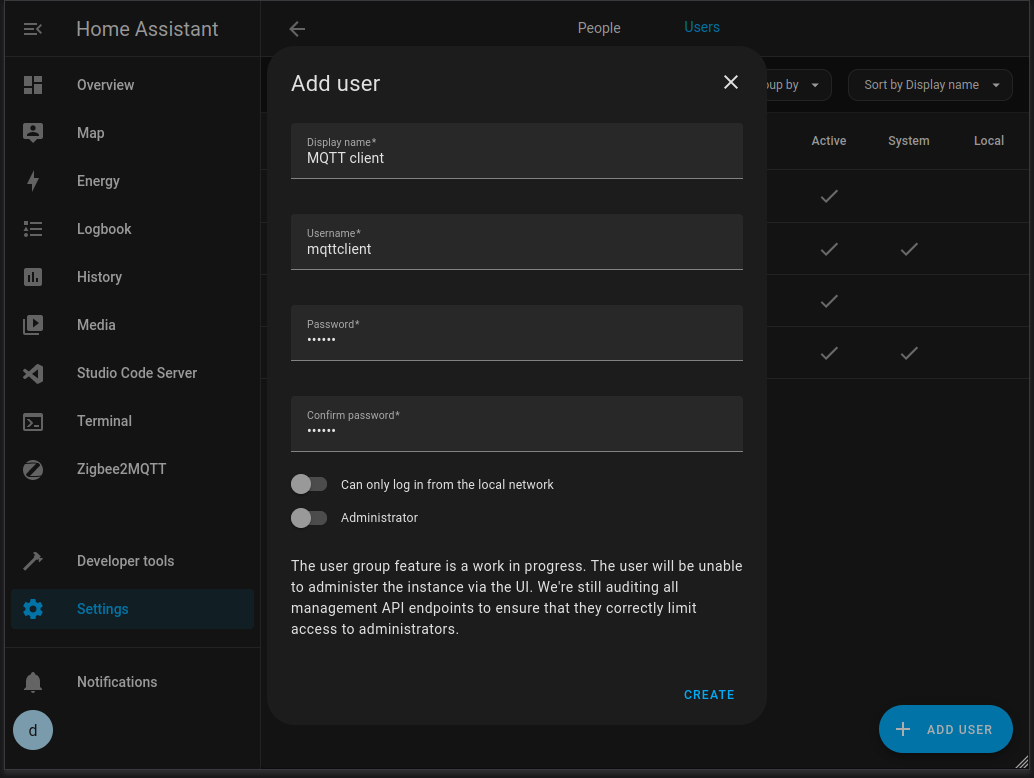 Home Assistant
People
Users
Overview
Map
Energy
Logbook
History
Media
Studio Code Server
Terminal
Zigbee2MQTT
Developer tools
Settings
Notifications
d
Add user
Display name*
MQTT client
Username*
mqttclient
Password*
••••••
Confirm password*
••••••
Can only log in from the local network
Administrator
The user group feature is a work in progress. The user will be unable
to administer the instance via the UI. We're still auditing all
management API endpoints to ensure that they correctly limit
access to administrators.
CREATE
oup by
Sort by Display name
Active
System
Local
ADD USER